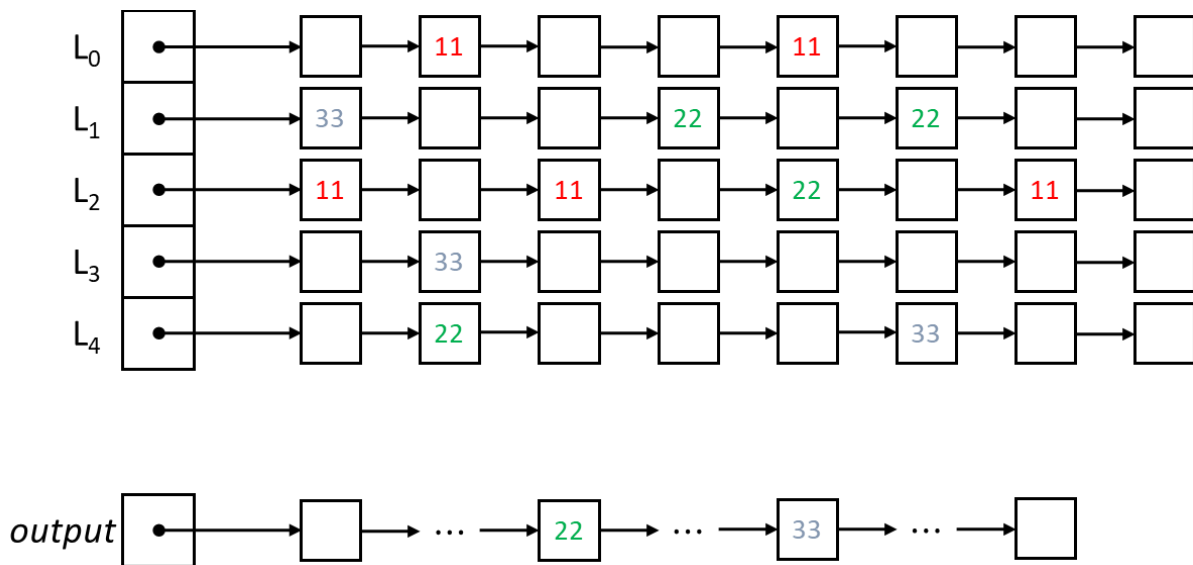 L₀ 11 11
L₁ 33 22 22
L₂ 11 11 22 11
L₃ 33
L₄ 22 33
output ... 22 ... 33 ...